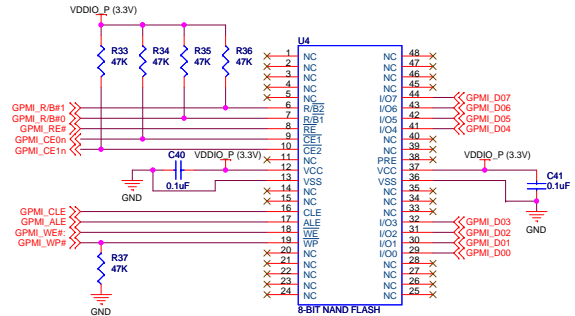 VDDIO_P (3.3V)
R33
47K
R34
47K
R35
47K
R36
47K
U4
1 NC NC 48
2 NC NC 47
3 NC NC 46
4 NC NC 45
5 NC I/O7 44 GPMI_D07
GPMI_R/B#1 6 R/B2 I/O6 43 GPMI_D06
GPMI_R/B#0 7 R/B1 I/O5 42 GPMI_D05
GPMI_RE# 8 RE I/O4 41 GPMI_D04
GPMI_CE0n 9 CE1 NC 40
GPMI_CE1n 10 CE2 NC 39
11 NC PRE 38
C40
0.1uF
VDDIO_P (3.3V) 12 VCC VCC 37 VDDIO_P (3.3V)
13 VSS VSS 36
C41
0.1uF
GND
14 NC NC 35
15 NC NC 34
GPMI_CLE 16 CLE NC 33
GND
GPMI_ALE 17 ALE I/O3 32 GPMI_D03
GPMI_WE#: 18 WE I/O2 31 GPMI_D02
GPMI_WP# 19 WP I/O1 30 GPMI_D01
20 NC I/O0 29 GPMI_D00
21 NC NC 28
22 NC NC 27
23 NC NC 26
24 NC NC 25
R37
47K
GND
8-BIT NAND FLASH